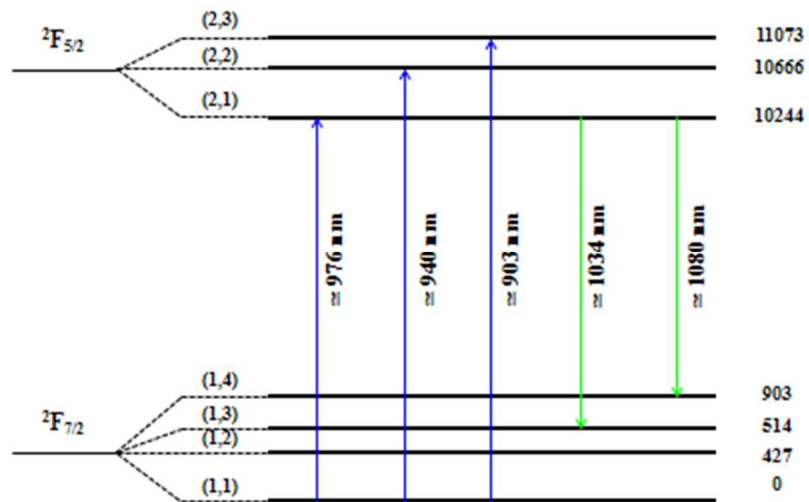 (2,3) 11073
²F₅/₂ (2,2) 10666
(2,1) 10244
≃ 976 nm
≃ 940 nm
≃ 903 nm
≃ 1034 nm
≃ 1080 nm
(1,4) 903
²F₇/₂ (1,3) 514
(1,2) 427
(1,1) 0